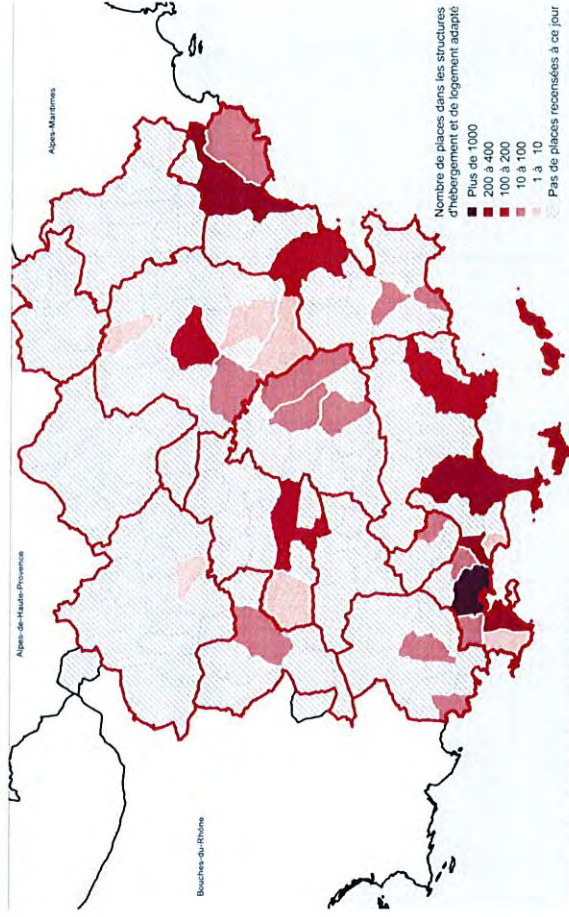 Alpes-de-Haute-Provence
Alpes-Maritimes
Bouches-du-Rhône
Nombre de places dans les structures
d'hébergement et de logement adapté
Plus de 1000
200 à 400
100 à 200
10 à 100
1 à 10
Pas de places recensées à ce jour